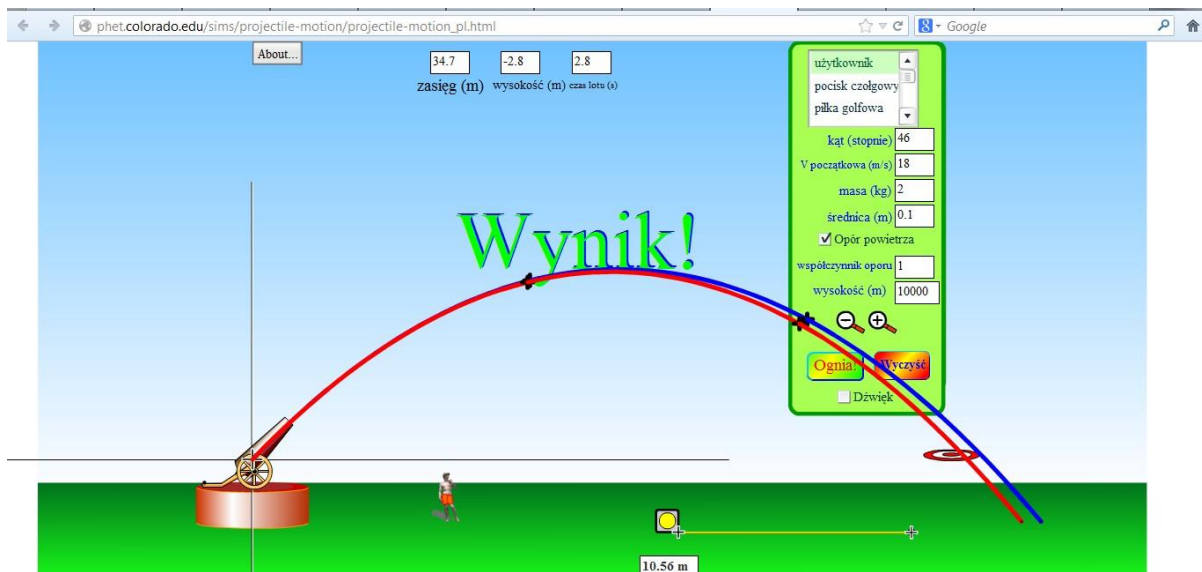 phet.colorado.edu/sims/projectile-motion/projectile-motion_pl.html
Google
About...
34.7 -2.8 2.8
zasięg (m) wysokość (m) czas lotu (s)
użytkownik
pocisk czołgowy
piłka golfowa
kąt (stopnie) 46
V początkowa (m/s) 18
masa (kg) 2
średnica (m) 0.1
Opór powietrza
współczynnik oporu 1
wysokość (m) 10000
Wynik!
Ognia! Wyczyść
Dźwięk
10.56 m